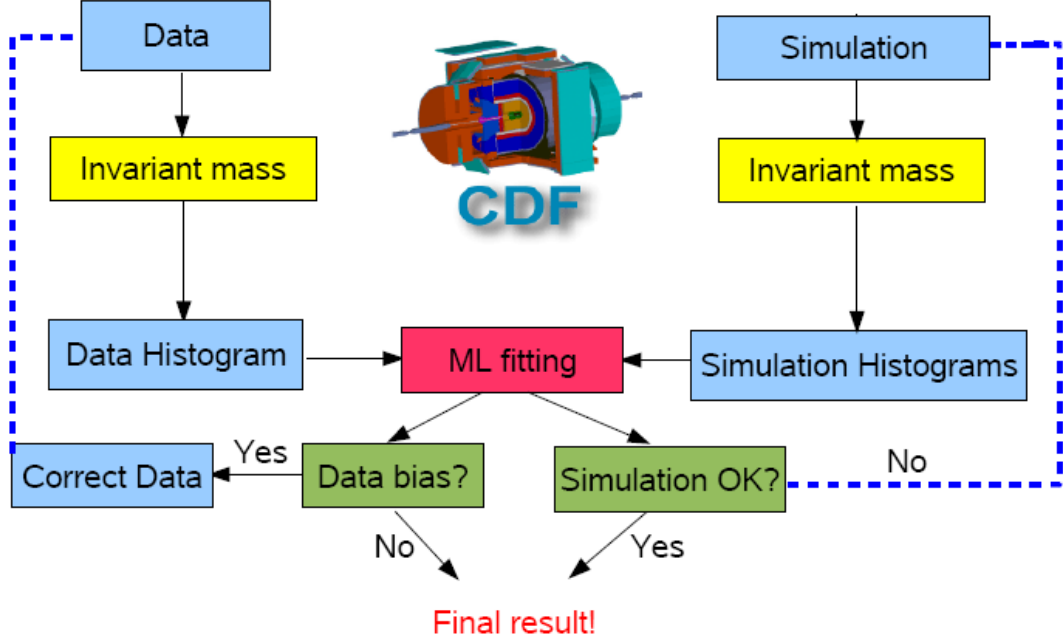 Data
Simulation
Invariant mass
CDF
Invariant mass
Data Histogram
ML fitting
Simulation Histograms
Yes
No
Correct Data
Data bias?
Simulation OK?
No
Yes
Final result!